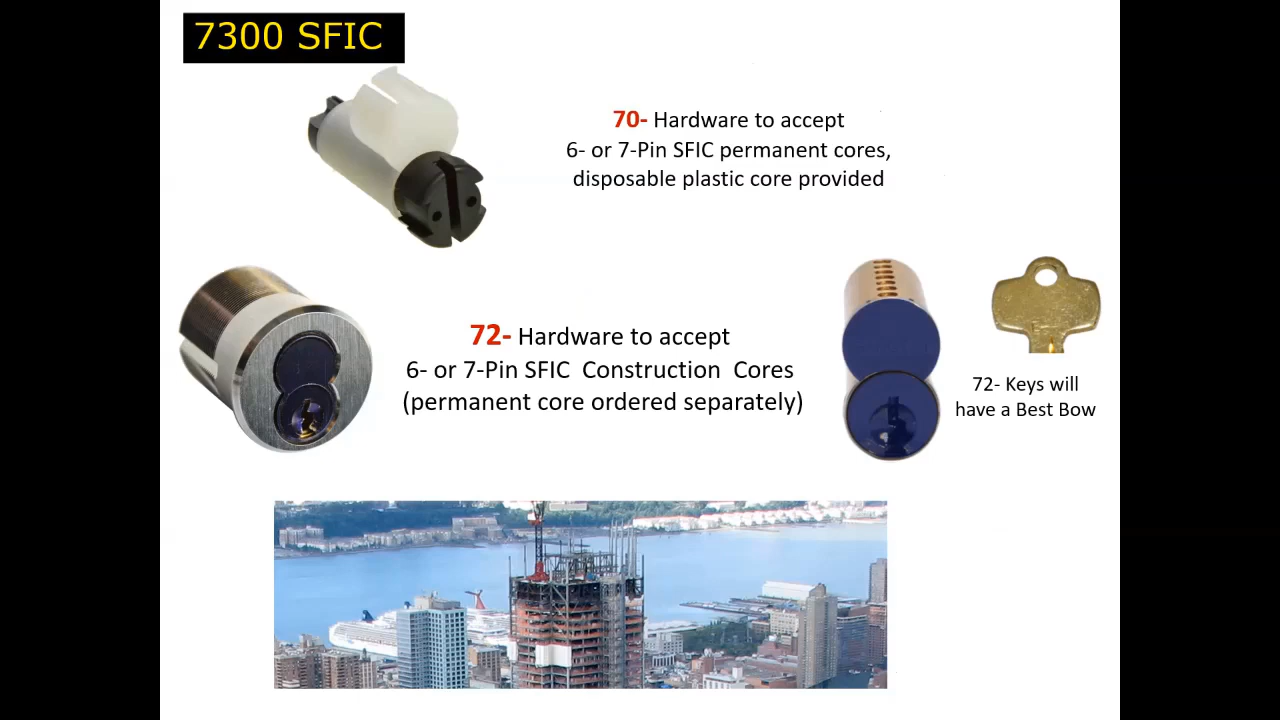 7300 SFIC
70- Hardware to accept
6- or 7-Pin SFIC permanent cores,
disposable plastic core provided
72- Hardware to accept
6- or 7-Pin SFIC Construction Cores
(permanent core ordered separately)
72- Keys will
have a Best Bow